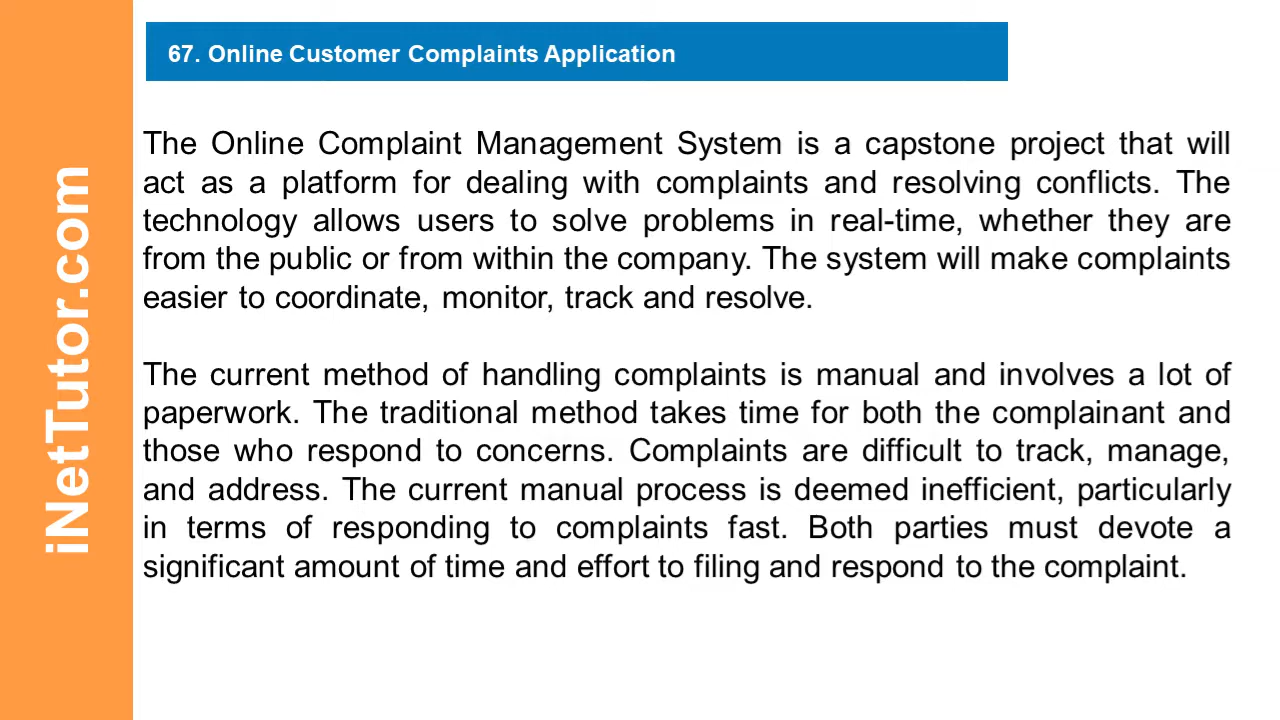 67. Online Customer Complaints Application
iNetTutor.com
The Online Complaint Management System is a capstone project that will
act as a platform for dealing with complaints and resolving conflicts. The
technology allows users to solve problems in real-time, whether they are
from the public or from within the company. The system will make complaints
easier to coordinate, monitor, track and resolve.
The current method of handling complaints is manual and involves a lot of
paperwork. The traditional method takes time for both the complainant and
those who respond to concerns. Complaints are difficult to track, manage,
and address. The current manual process is deemed inefficient, particularly
in terms of responding to complaints fast. Both parties must devote a
significant amount of time and effort to filing and respond to the complaint.